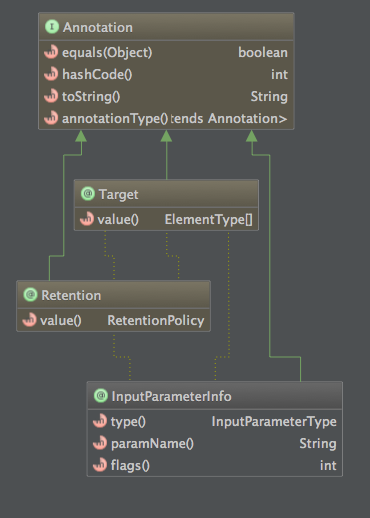 I Annotation
equals(Object) boolean
hashCode() int
toString() String
annotationType() tends Annotation>
@ Target
value() ElementType[]
@ Retention
value() RetentionPolicy
@ InputParameterInfo
type() InputParameterType
paramName() String
flags() int